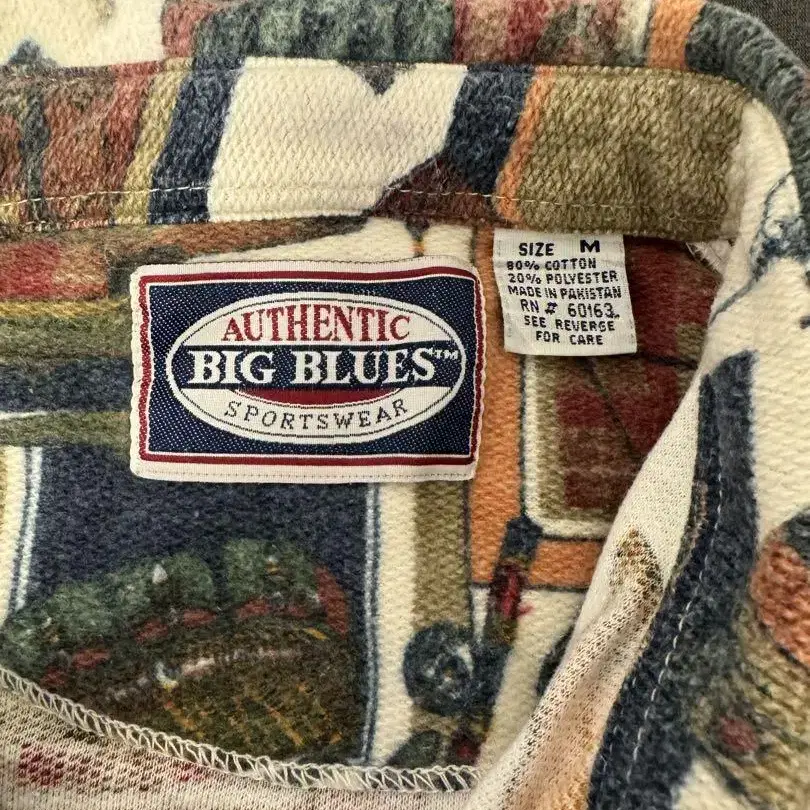 AUTHENTIC
BIG BLUES™
SPORTSWEAR
SIZE M
80% COTTON
20% POLYESTER
MADE IN PAKISTAN
RN # 60163
SEE REVERSE
FOR CARE